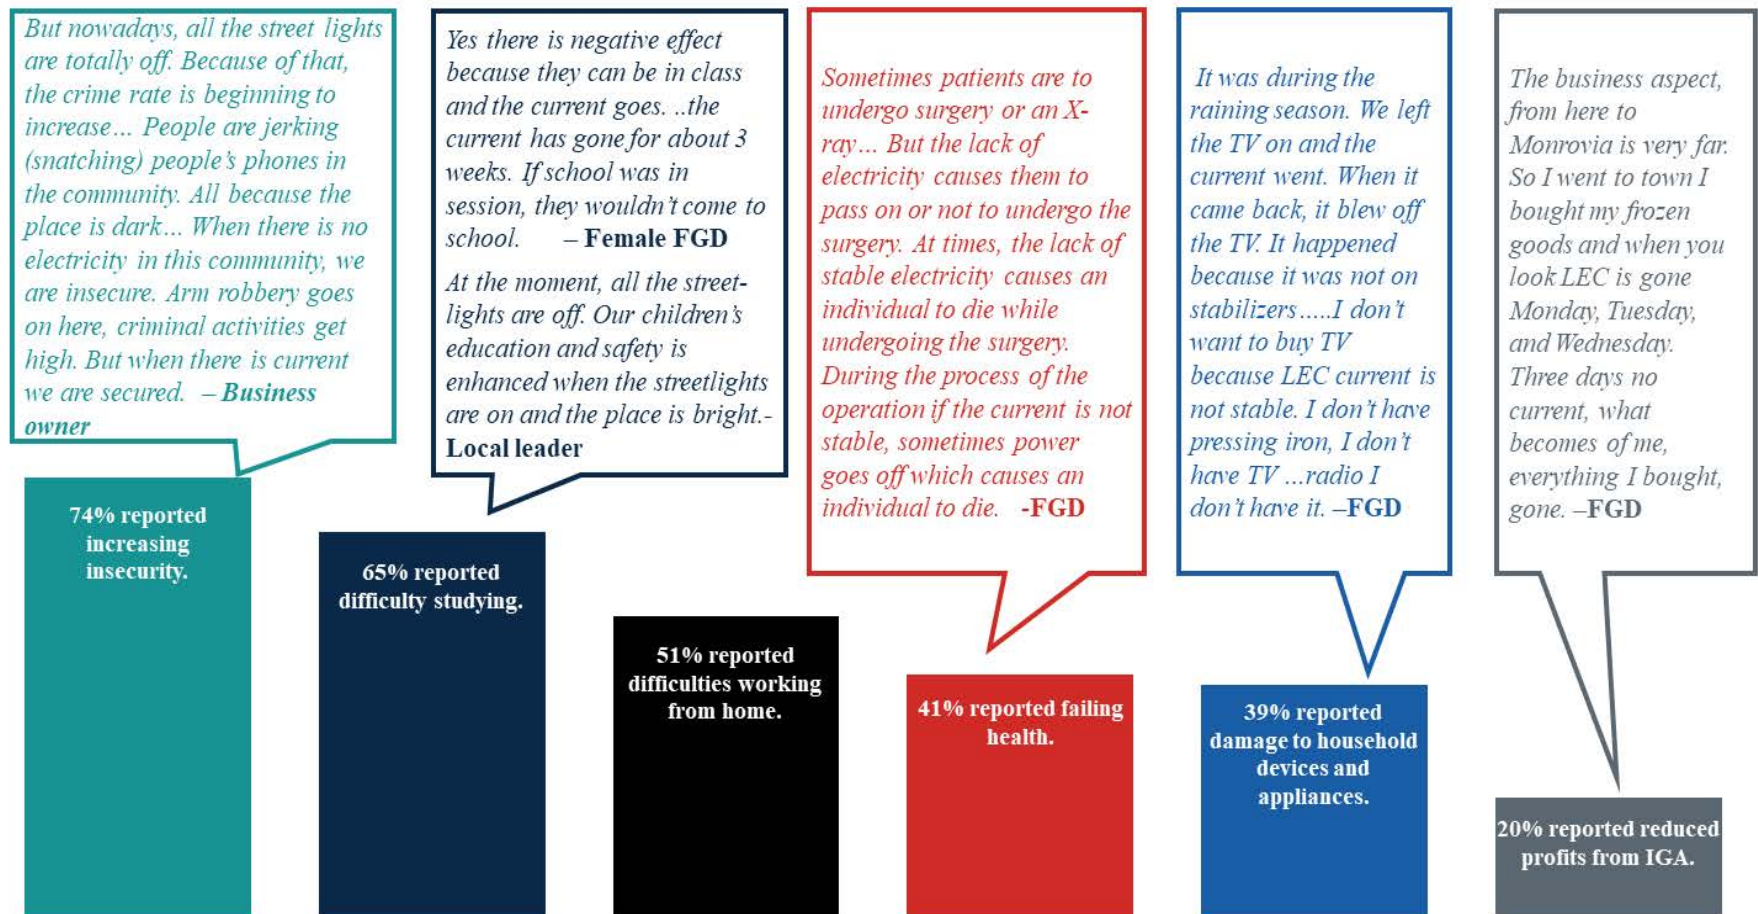 But nowadays, all the street lights
are totally off. Because of that,
the crime rate is beginning to
increase… People are jerking
(snatching) people’s phones in
the community. All because the
place is dark… When there is no
electricity in this community, we
are insecure. Arm robbery goes
on here, criminal activities get
high. But when there is current
we are secured. – Business
owner
74% reported
increasing
insecurity.
Yes there is negative effect
because they can be in class
and the current goes. ..the
current has gone for about 3
weeks. If school was in
session, they wouldn’t come to
school. – Female FGD
At the moment, all the street-
lights are off. Our children’s
education and safety is
enhanced when the streetlights
are on and the place is bright.-
Local leader
65% reported
difficulty studying.
51% reported
difficulties working
from home.
Sometimes patients are to
undergo surgery or an X-
ray… But the lack of
electricity causes them to
pass on or not to undergo the
surgery. At times, the lack of
stable electricity causes an
individual to die while
undergoing the surgery.
During the process of the
operation if the current is not
stable, sometimes power
goes off which causes an
individual to die. -FGD
41% reported failing
health.
It was during the
raining season. We left
the TV on and the
current went. When it
came back, it blew off
the TV. It happened
because it was not on
stabilizers…..I don’t
want to buy TV
because LEC current is
not stable. I don’t have
pressing iron, I don’t
have TV …radio I
don’t have it. –FGD
39% reported
damage to household
devices and
appliances.
The business aspect,
from here to
Monrovia is very far.
So I went to town I
bought my frozen
goods and when you
look LEC is gone
Monday, Tuesday,
and Wednesday.
Three days no
current, what
becomes of me,
everything I bought,
gone. –FGD
20% reported reduced
profits from IGA.